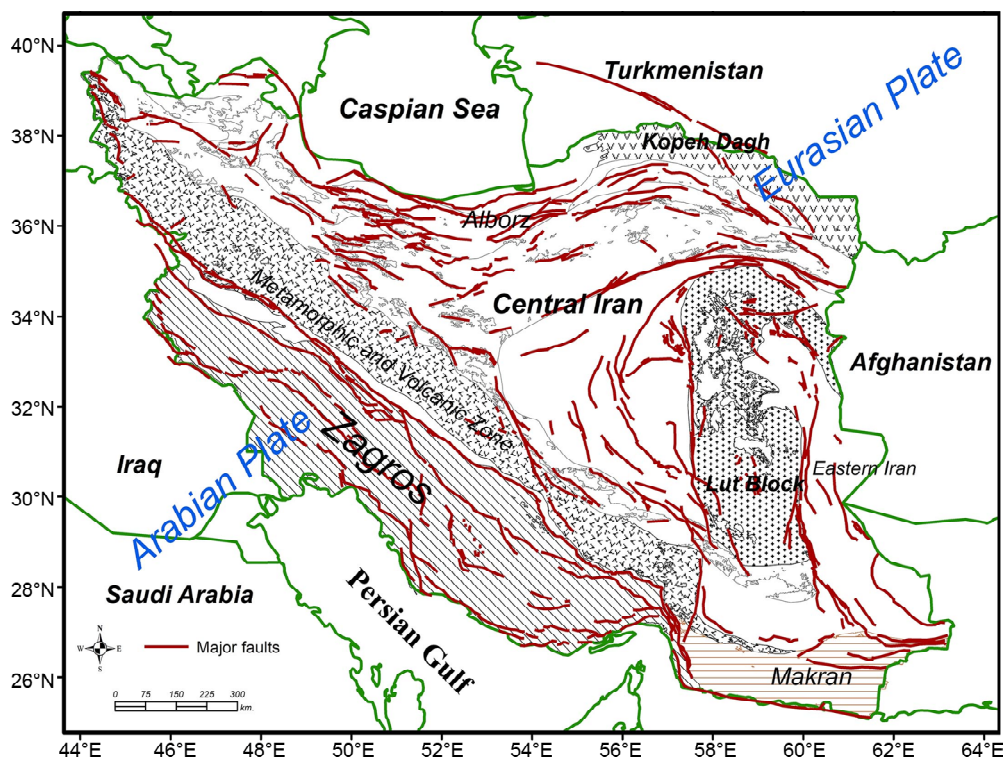 40°N
38°N
36°N
34°N
32°N
30°N
28°N
26°N
Turkmenistan
Caspian Sea
Eurasian Plate
Kopeh Dagh
Alborz
Central Iran
Metamorphic and Volcanic Zone
Afghanistan
Zagros
Arabian Plate
Iraq
Eastern Iran
Lut Block
Saudi Arabia
Persian Gulf
Makran
N
W E
S
Major faults
0 75 150 225 300
km.
44°E 46°E 48°E 50°E 52°E 54°E 56°E 58°E 60°E 62°E 64°E